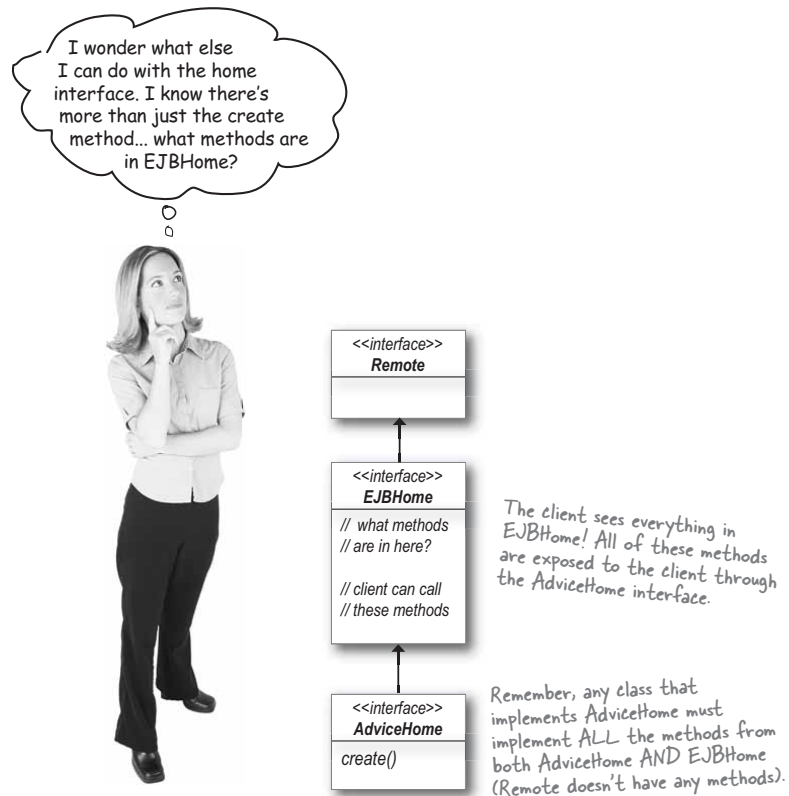 I wonder what else
I can do with the home
interface. I know there's
more than just the create
method... what methods are
in EJBHome?
<<interface>>
Remote
<<interface>>
EJBHome
// what methods
// are in here?
// client can call
// these methods
The client sees everything in
EJBHome! All of these methods
are exposed to the client through
the AdviceHome interface.
<<interface>>
AdviceHome
create()
Remember, any class that
implements AdviceHome must
implement ALL the methods from
both AdviceHome AND EJBHome
(Remote doesn't have any methods).